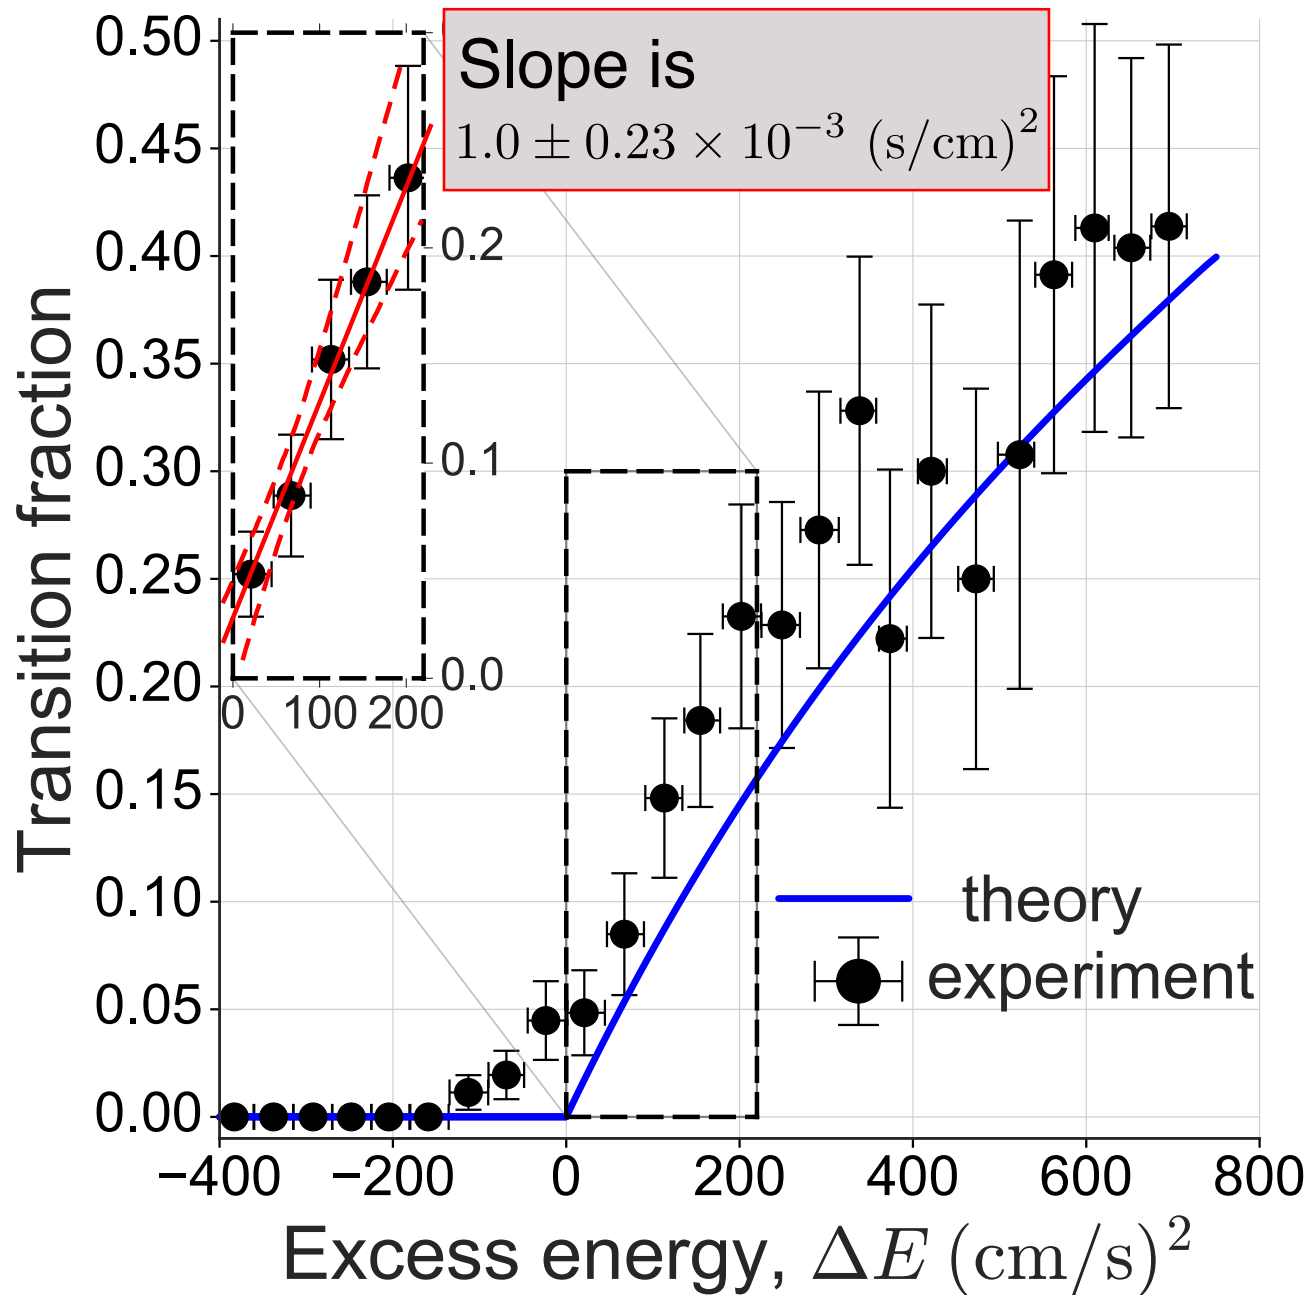 Slope is
1.0 ± 0.23 × 10⁻³ (s/cm)²
0.50
0.45
0.40
0.35
0.30
0.25
0.20
0.15
0.10
0.05
0.00
Transition fraction
0.2
0.1
0.0
0 100 200
theory
experiment
−400 −200 0 200 400 600 800
Excess energy, ΔE (cm/s)²